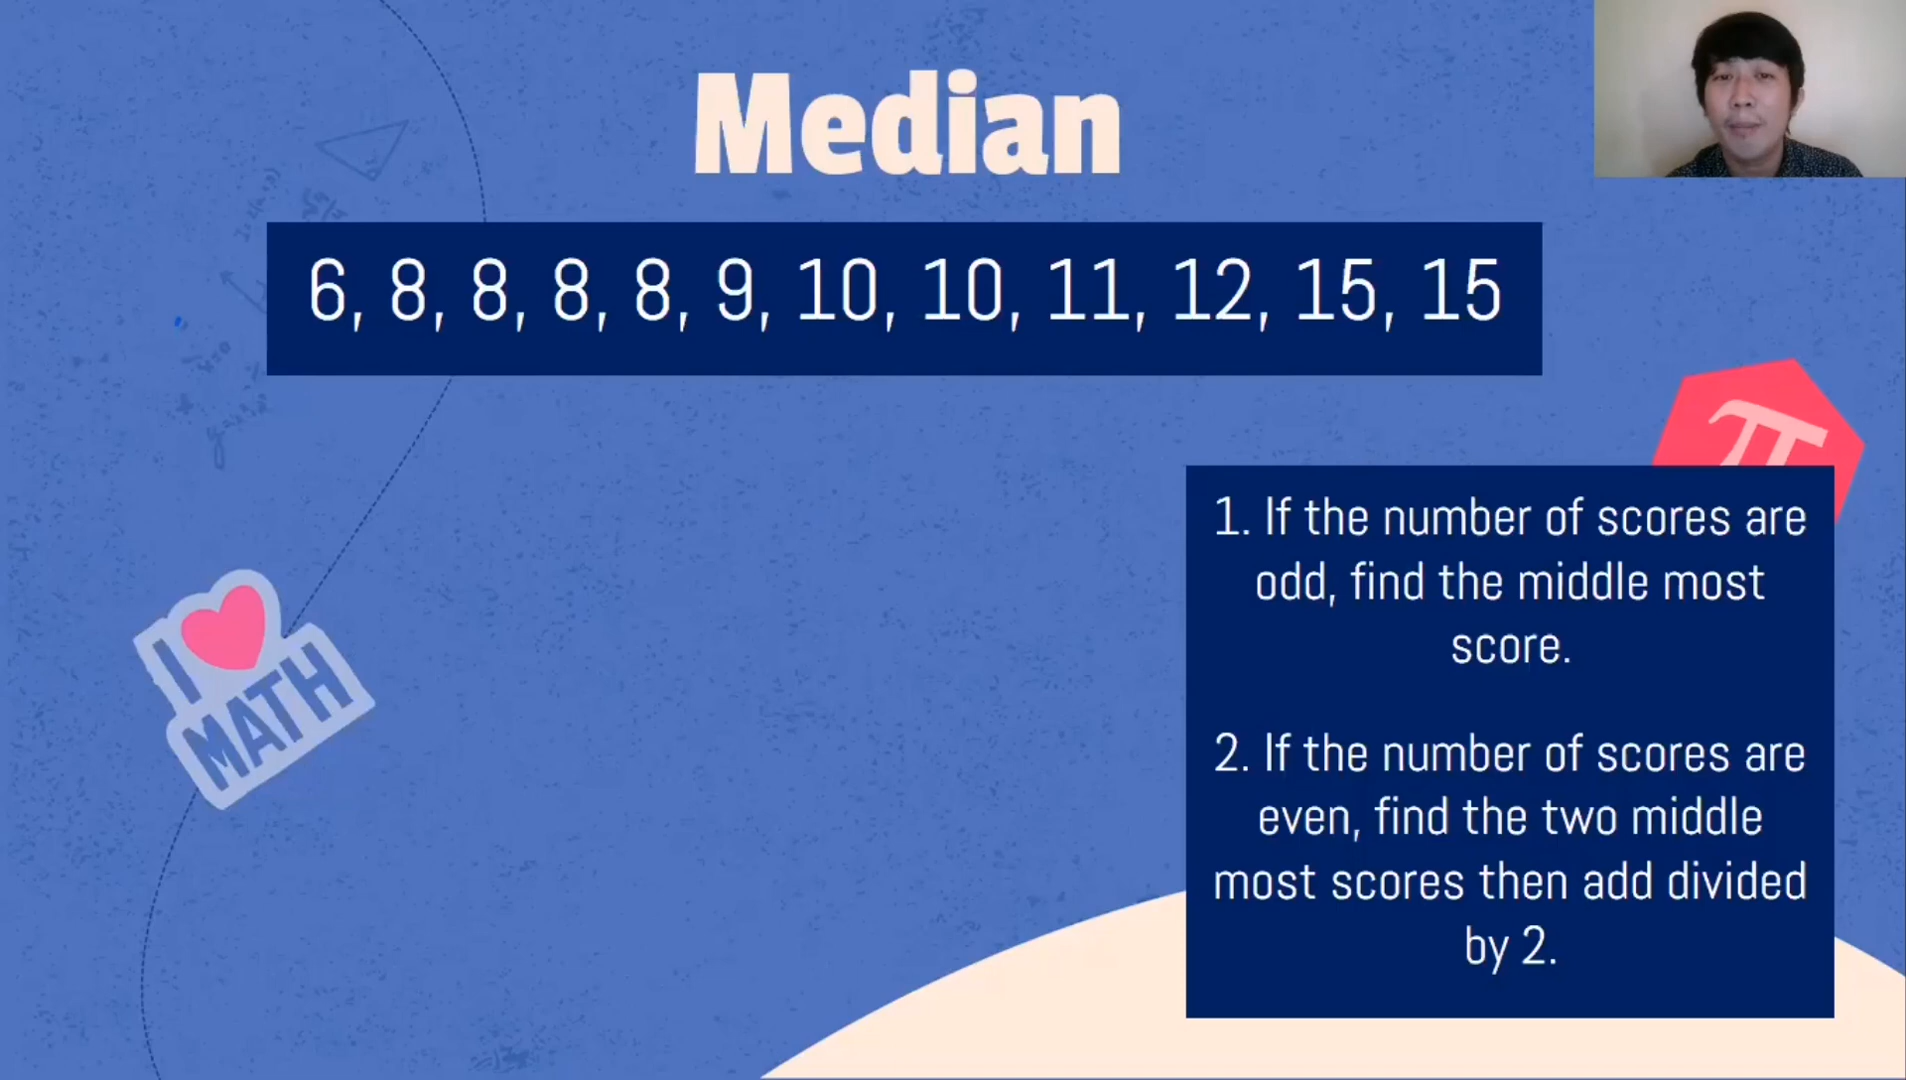 Median
6, 8, 8, 8, 8, 9, 10, 10, 11, 12, 15, 15
π
1. If the number of scores are
odd, find the middle most
score.
2. If the number of scores are
even, find the two middle
most scores then add divided
by 2.
I
MATH